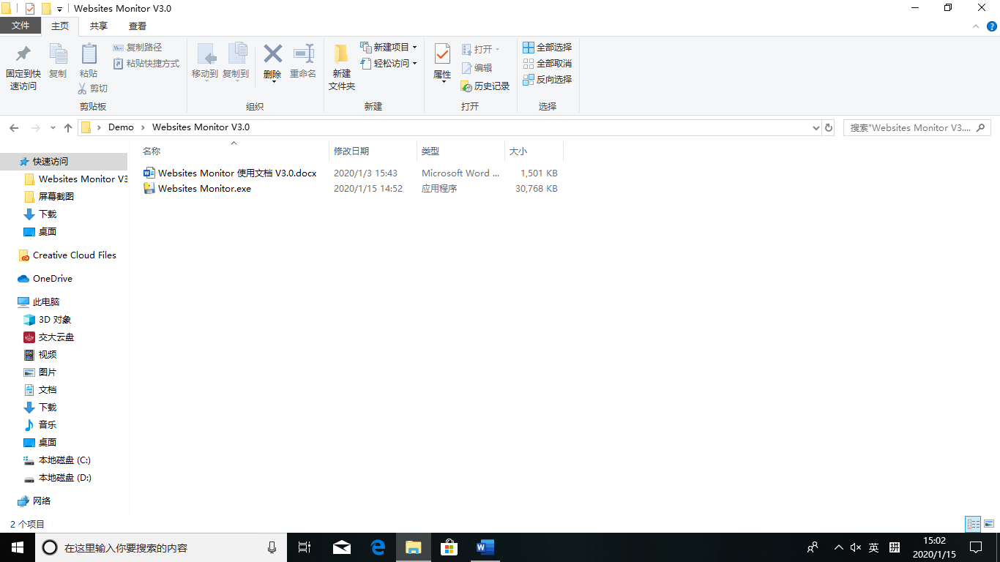 Websites Monitor V3.0
文件 主页 共享 查看
固定到快速访问
复制
粘贴
复制路径
粘贴快捷方式
剪切
剪贴板
移动到 复制到
删除 重命名
组织
新建
文件夹
新建项目
轻松访问
新建
属性
打开
编辑
历史记录
打开
全部选择
全部取消
反向选择
选择
Demo Websites Monitor V3.0
搜索"Websites Monitor V3....
名称 修改日期 类型 大小
Websites Monitor 使用文档 V3.0.docx 2020/1/3 15:43 Microsoft Word ... 1,501 KB
Websites Monitor.exe 2020/1/15 14:52 应用程序 30,768 KB
快速访问
Websites Monitor V3
屏幕截图
下载
桌面
Creative Cloud Files
OneDrive
此电脑
3D 对象
交大云盘
视频
图片
文档
下载
音乐
桌面
本地磁盘 (C:)
本地磁盘 (D:)
网络
2 个项目
在这里输入你要搜索的内容
英 拼
15:02
2020/1/15